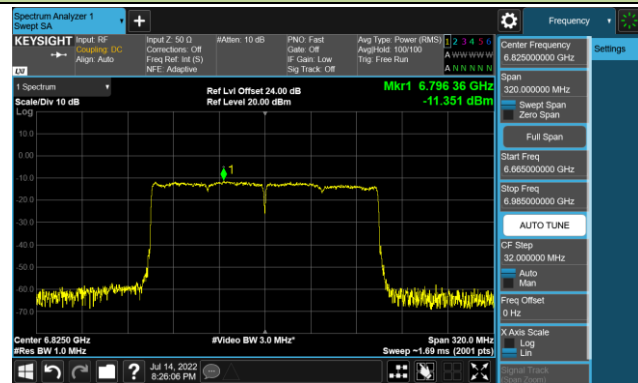 Spectrum Analyzer 1
Swept SA
Frequency
KEYSIGHT
Input: RF
Coupling: DC
Align: Auto
Input Z: 50 Ω
Corrections: Off
Freq Ref: Int (S)
NFE: Adaptive
#Atten: 10 dB
PNO: Fast
Gate: Off
IF Gain: Low
Sig Track: Off
Avg Type: Power (RMS)
Avg|Hold: 100/100
Trig: Free Run
1 2 3 4 5 6
A W W W W W
A N N N N N
LXI
1 Spectrum
Scale/Div 10 dB
Log
Ref Lvl Offset 24.00 dB
Ref Level 20.00 dBm
Mkr1 6.796 36 GHz
-11.351 dBm
10.0
0.00
-10.0
-20.0
-30.0
-40.0
-50.0
-60.0
-70.0
1
Center 6.8250 GHz
#Res BW 1.0 MHz
#Video BW 3.0 MHz*
Span 320.0 MHz
Sweep ~1.69 ms (2001 pts)
Jul 14, 2022
8:26:06 PM
Center Frequency
6.825000000 GHz
Settings
Span
320.000000 MHz
Swept Span
Zero Span
Full Span
Start Freq
6.665000000 GHz
Stop Freq
6.985000000 GHz
AUTO TUNE
CF Step
32.000000 MHz
Auto
Man
Freq Offset
0 Hz
X Axis Scale
Log
Lin
Signal Track
(Span Zoom)